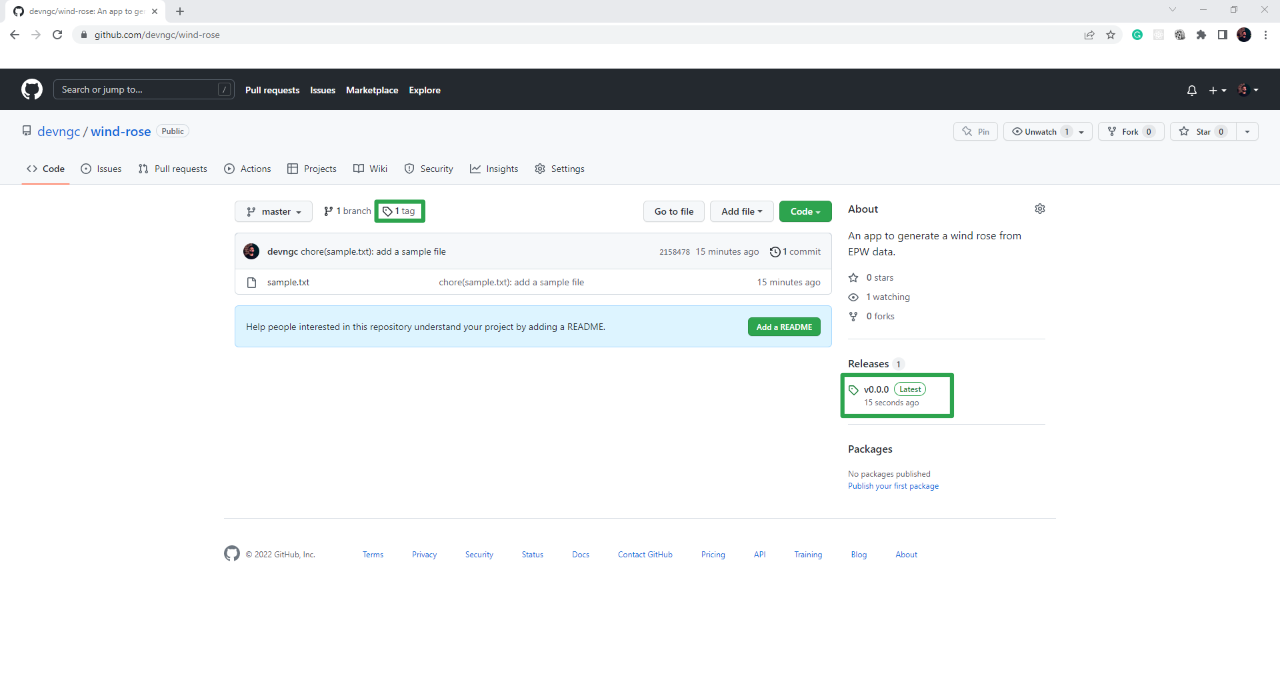 devngc/wind-rose: An app to ge
github.com/devngc/wind-rose
Search or jump to... /
Pull requests Issues Marketplace Explore
devngc / wind-rose Public
Pin Unwatch 1 Fork 0 Star 0
Code Issues Pull requests Actions Projects Wiki Security Insights Settings
master 1 branch 1 tag Go to file Add file Code
devngc chore(sample.txt): add a sample file 2158478 15 minutes ago 1 commit
sample.txt chore(sample.txt): add a sample file 15 minutes ago
Help people interested in this repository understand your project by adding a README. Add a README
About
An app to generate a wind rose from
EPW data.
0 stars
1 watching
0 forks
Releases 1
v0.0.0 Latest
15 seconds ago
Packages
No packages published
Publish your first package
© 2022 GitHub, Inc. Terms Privacy Security Status Docs Contact GitHub Pricing API Training Blog About